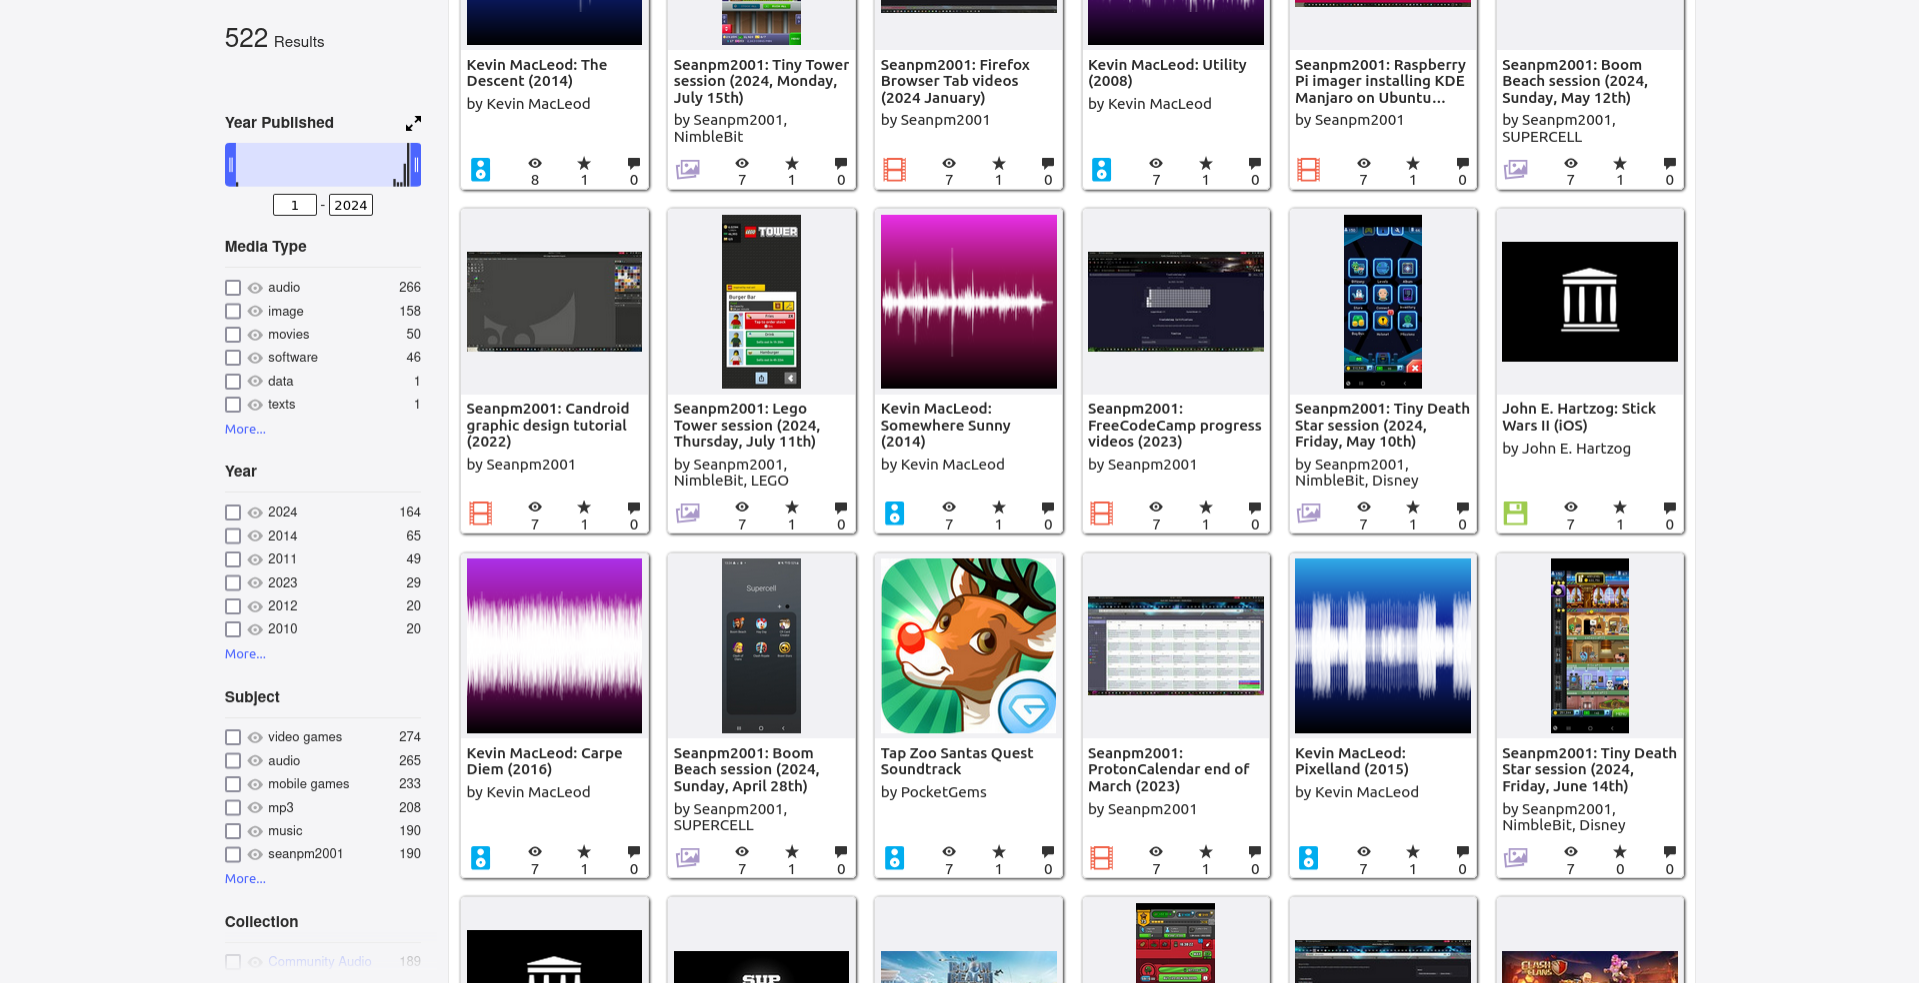 522 Results
Year Published
1 - 2024
Media Type
audio 266
image 158
movies 50
software 46
data 1
texts 1
More...
Year
2024 164
2014 65
2011 49
2023 29
2012 20
2010 20
More...
Subject
video games 274
audio 265
mobile games 233
mp3 208
music 190
seanpm2001 190
More...
Collection
Community Audio 189
Kevin MacLeod: The
Descent (2014)
by Kevin MacLeod
8 1 0
Seanpm2001: Tiny Tower
session (2024, Monday,
July 15th)
by Seanpm2001,
NimbleBit
7 1 0
Seanpm2001: Firefox
Browser Tab videos
(2024 January)
by Seanpm2001
7 1 0
Kevin MacLeod: Utility
(2008)
by Kevin MacLeod
7 1 0
Seanpm2001: Raspberry
Pi imager installing KDE
Manjaro on Ubuntu...
by Seanpm2001
7 1 0
Seanpm2001: Boom
Beach session (2024,
Sunday, May 12th)
by Seanpm2001,
SUPERCELL
7 1 0
Seanpm2001: Candroid
graphic design tutorial
(2022)
by Seanpm2001
7 1 0
LEGO TOWER
Burger Bar
Seanpm2001: Lego
Tower session (2024,
Thursday, July 11th)
by Seanpm2001,
NimbleBit, LEGO
7 1 0
Kevin MacLeod:
Somewhere Sunny
(2014)
by Kevin MacLeod
7 1 0
Seanpm2001:
FreeCodeCamp progress
videos (2023)
by Seanpm2001
7 1 0
Seanpm2001: Tiny Death
Star session (2024,
Friday, May 10th)
by Seanpm2001,
NimbleBit, Disney
7 1 0
John E. Hartzog: Stick
Wars II (iOS)
by John E. Hartzog
7 1 0
Kevin MacLeod: Carpe
Diem (2016)
by Kevin MacLeod
7 1 0
Supercell
Seanpm2001: Boom
Beach session (2024,
Sunday, April 28th)
by Seanpm2001,
SUPERCELL
7 1 0
Tap Zoo Santas Quest
Soundtrack
by PocketGems
7 1 0
Seanpm2001:
ProtonCalendar end of
March (2023)
by Seanpm2001
7 1 0
Kevin MacLeod:
Pixelland (2015)
by Kevin MacLeod
7 1 0
Seanpm2001: Tiny Death
Star session (2024,
Friday, June 14th)
by Seanpm2001,
NimbleBit, Disney
7 0 0
SUP
BOOM
BEACH
CLASH
CLANS